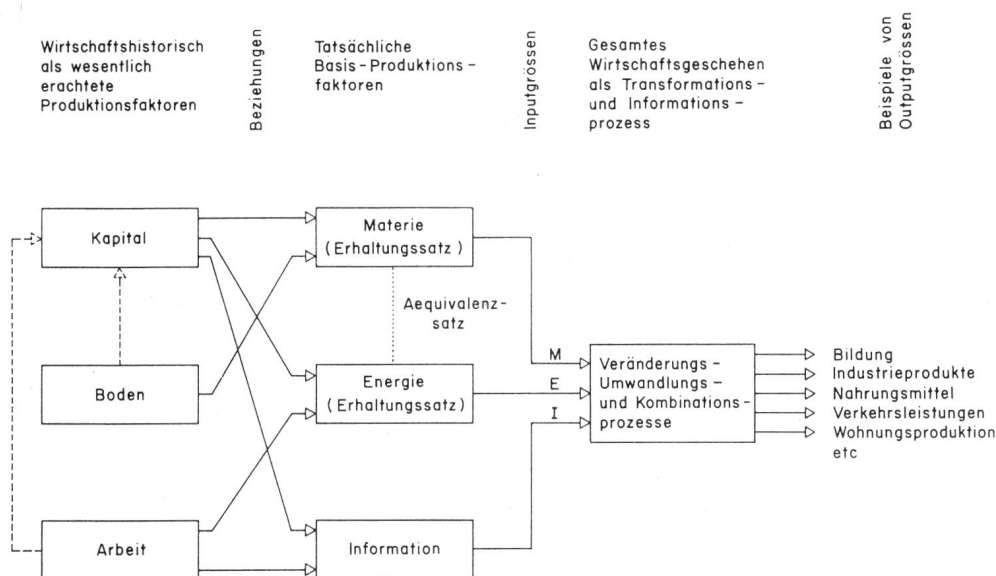 Wirtschaftshistorisch
als wesentlich
erachtete
Produktionsfaktoren
Beziehungen
Tatsächliche
Basis-Produktions-
faktoren
Inputgrössen
Gesamtes
Wirtschaftsgeschehen
als Transformations-
und Informations-
prozess
Beispiele von
Outputgrössen
Kapital
Materie
(Erhaltungssatz)
Aequivalenz-
satz
Boden
Energie
(Erhaltungssatz)
Arbeit
Information
M
E
I
Veränderungs-
Umwandlungs-
und Kombinations-
prozesse
Bildung
Industrieprodukte
Nahrungsmittel
Verkehrsleistungen
Wohnungsproduktion
etc